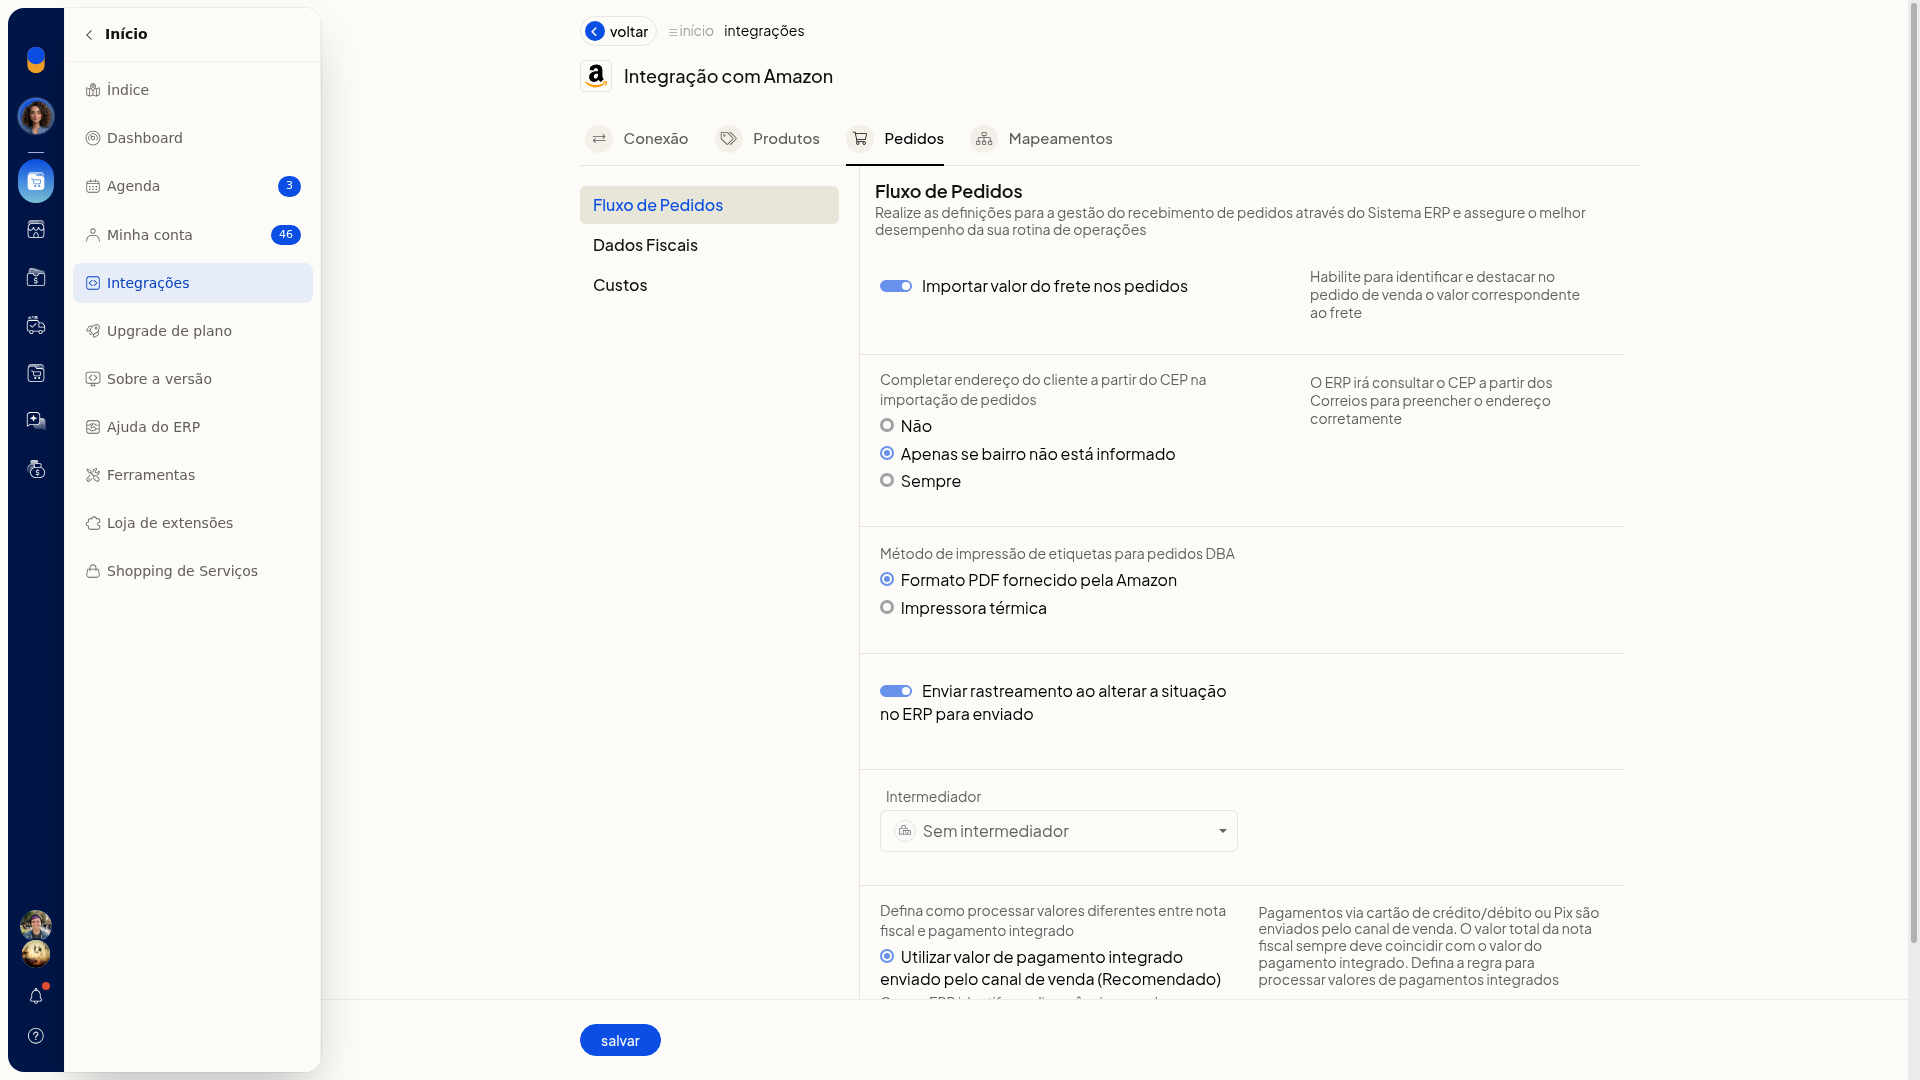 Início
Índice
Dashboard
Agenda
3
Minha conta
46
Integrações
Upgrade de plano
Sobre a versão
Ajuda do ERP
Ferramentas
Loja de extensões
Shopping de Serviços
voltar
início
integrações
Integração com Amazon
Conexão
Produtos
Pedidos
Mapeamentos
Fluxo de Pedidos
Dados Fiscais
Custos
Fluxo de Pedidos
Realize as definições para a gestão do recebimento de pedidos através do Sistema ERP e assegure o melhor
desempenho da sua rotina de operações
Importar valor do frete nos pedidos
Habilite para identificar e destacar no
pedido de venda o valor correspondente
ao frete
Completar endereço do cliente a partir do CEP na
importação de pedidos
Não
Apenas se bairro não está informado
Sempre
O ERP irá consultar o CEP a partir dos
Correios para preencher o endereço
corretamente
Método de impressão de etiquetas para pedidos DBA
Formato PDF fornecido pela Amazon
Impressora térmica
Enviar rastreamento ao alterar a situação
no ERP para enviado
Intermediador
Sem intermediador
Defina como processar valores diferentes entre nota
fiscal e pagamento integrado
Utilizar valor de pagamento integrado
enviado pelo canal de venda (Recomendado)
Pagamentos via cartão de crédito/débito ou Pix são
enviados pelo canal de venda. O valor total da nota
fiscal sempre deve coincidir com o valor do
pagamento integrado. Defina a regra para
processar valores de pagamentos integrados
salvar